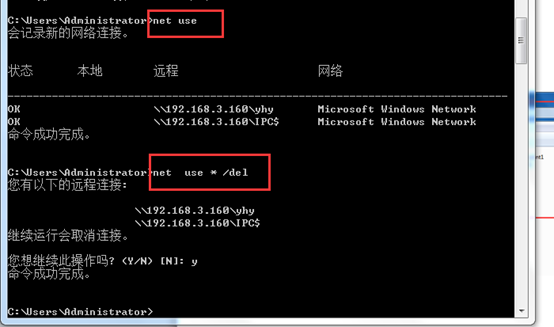 C:\Users\Administrator>net use
会记录新的网络连接。
状态 本地 远程 网络
-------------------------------------------------------------------------------
OK \\192.168.3.160\yhy Microsoft Windows Network
OK \\192.168.3.160\IPC$ Microsoft Windows Network
命令成功完成。
C:\Users\Administrator>net  use * /del
您有以下的远程连接:
\\192.168.3.160\yhy
\\192.168.3.160\IPC$
继续运行会取消连接。
您想继续此操作吗? (Y/N) [N]: y
命令成功完成。
C:\Users\Administrator>